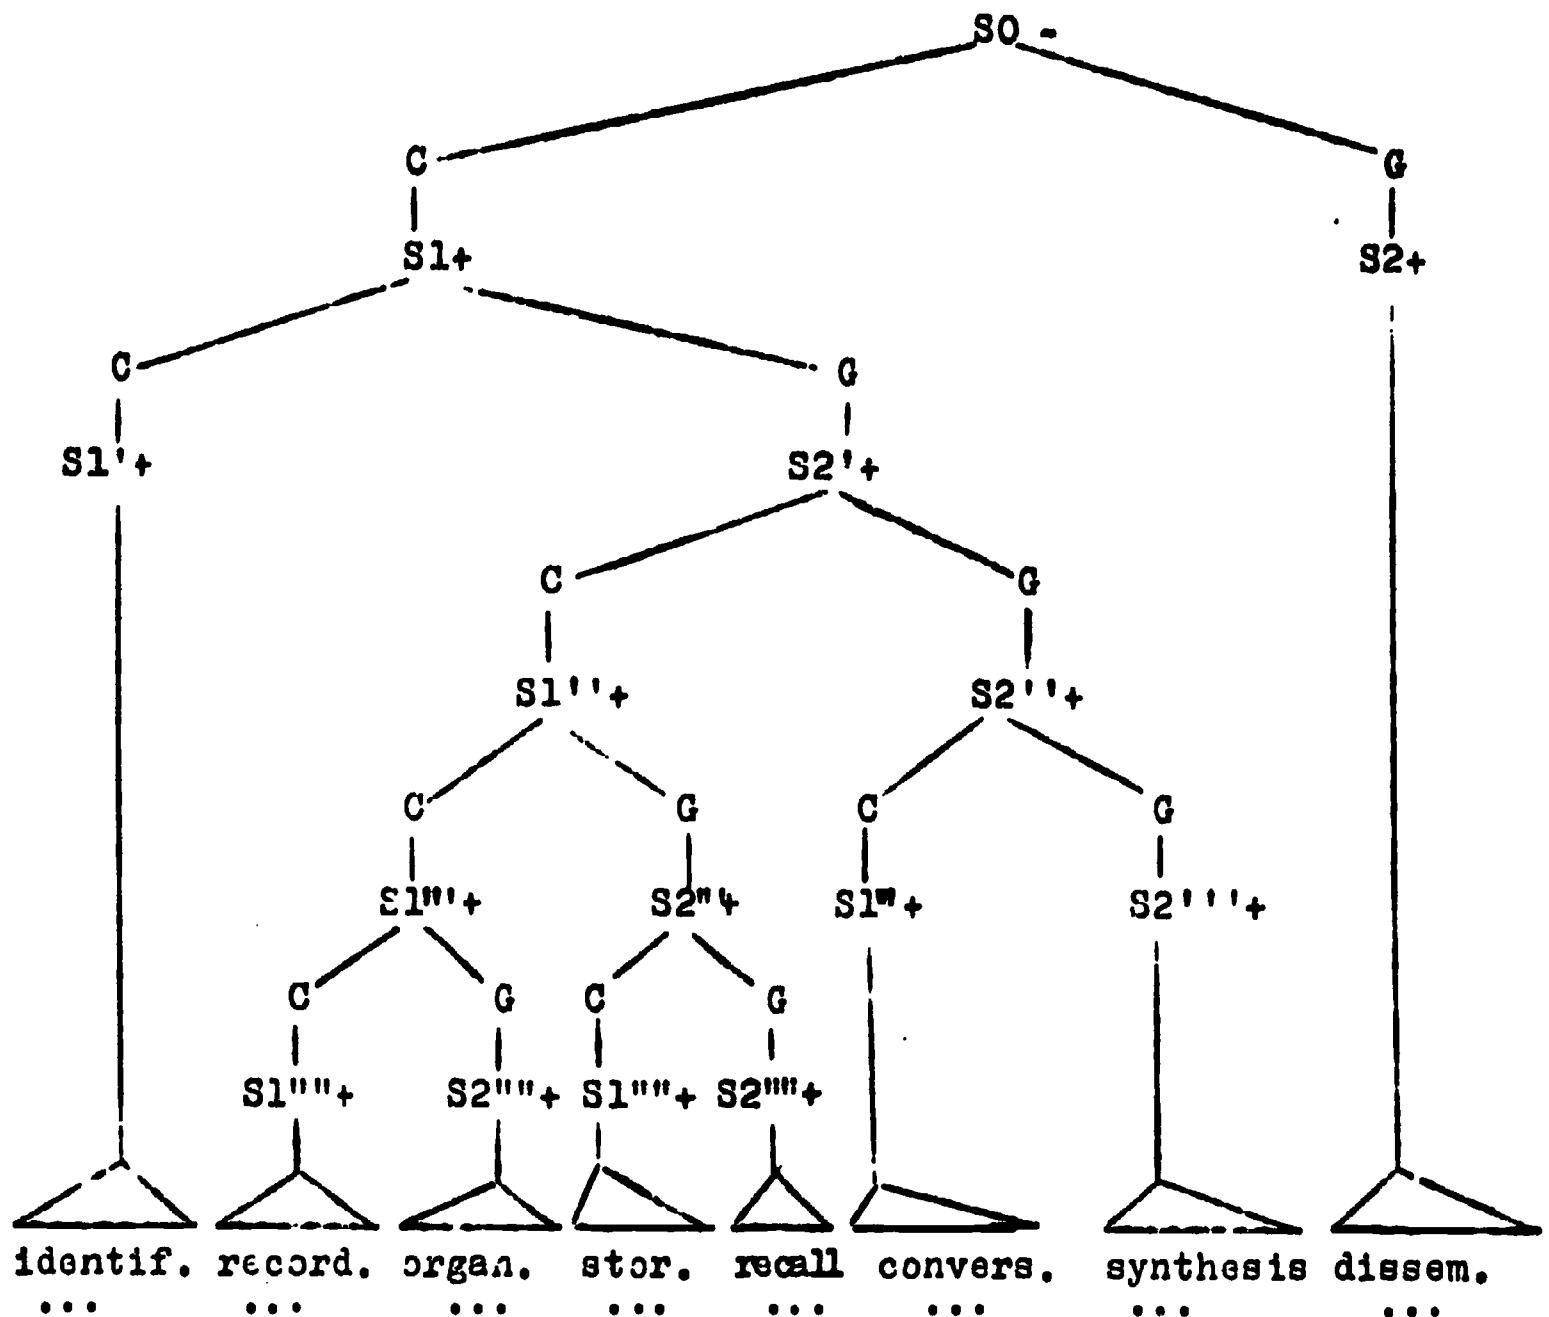 S0 -
C G
S1+ S2+
C G
S1'+ S2'+
C G
S1''+ S2''+
C G C G
S1"'+ S2"'+ S1"'+ S2'''+
C G C G
S1""+ S2""+ S1""+ S2""+
identif. record. organ. stor. recall convers. synthesis dissem.
... ... ... ... ... ... ... ...